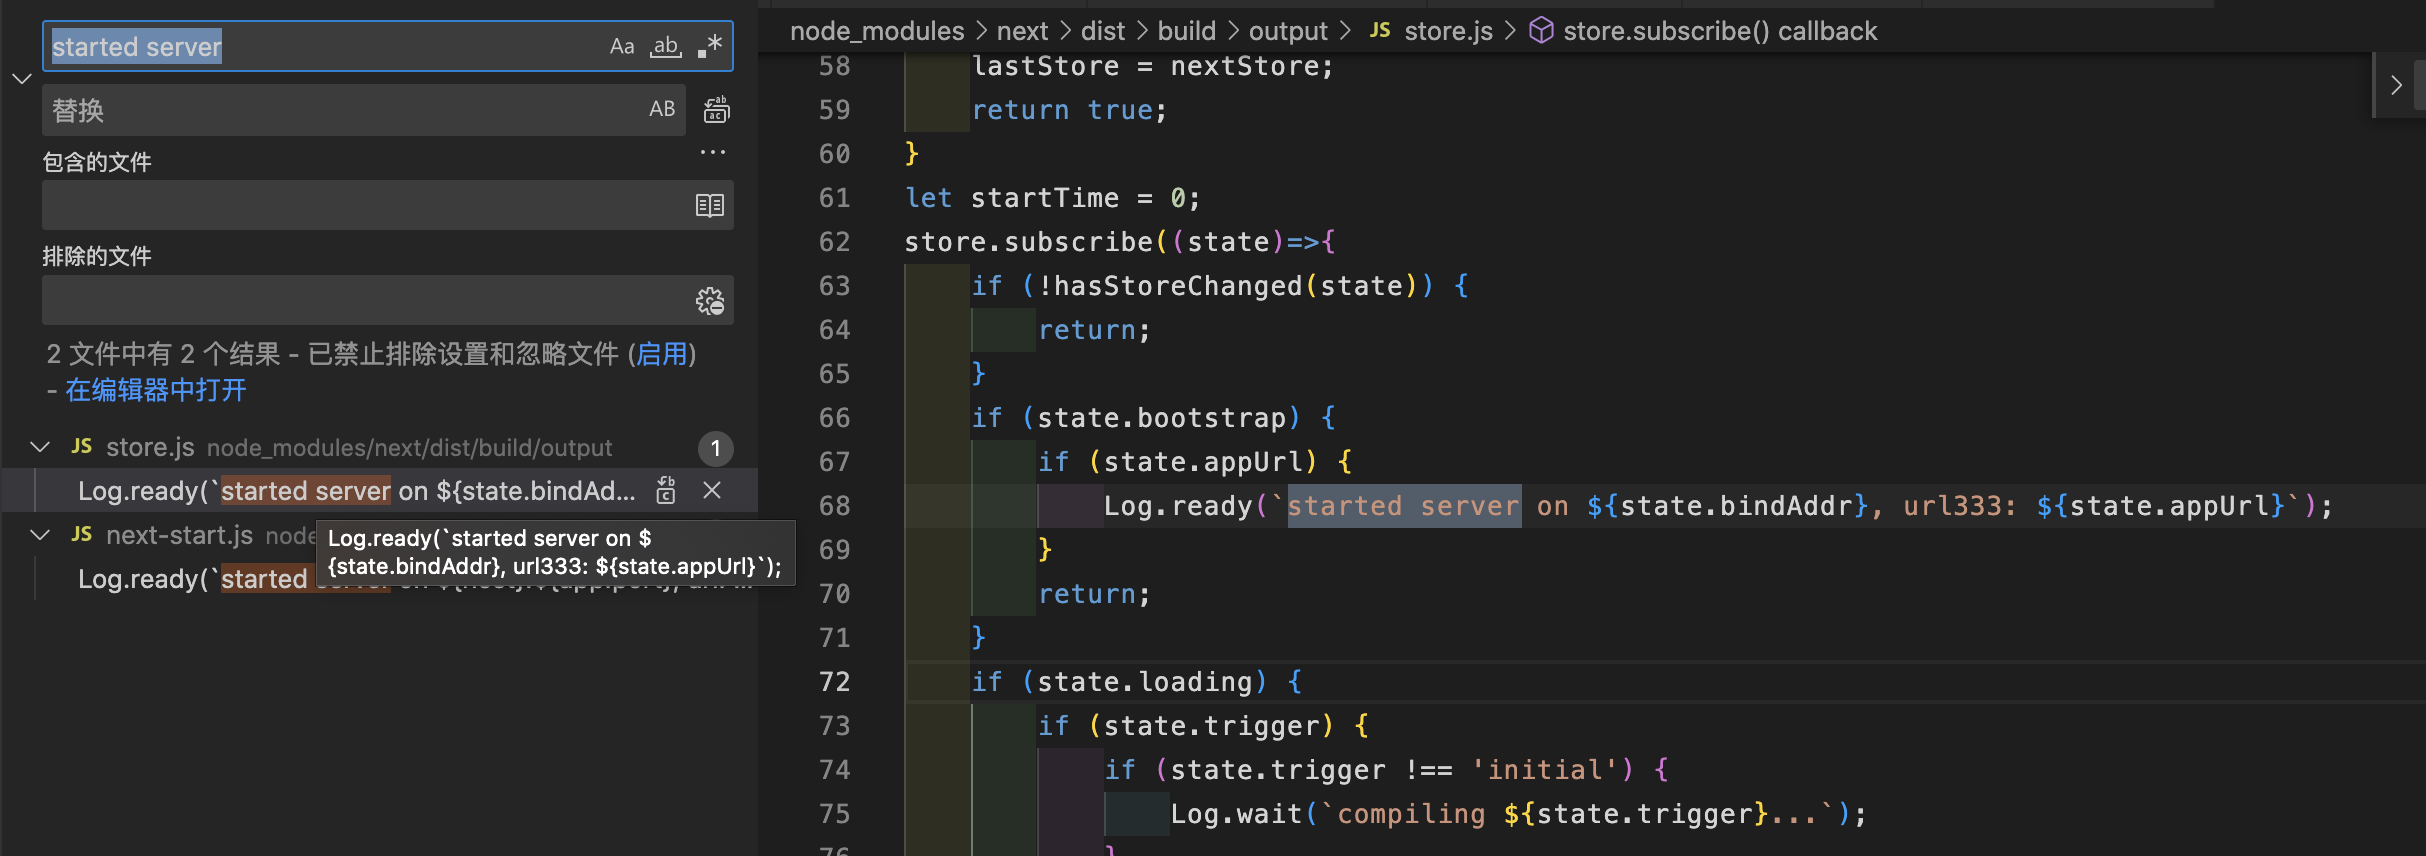 started server
Aa
ab
.*
替换
AB
包含的文件
...
排除的文件
2 文件中有 2 个结果 - 已禁止排除设置和忽略文件 (启用)
- 在编辑器中打开
JS store.js node_modules/next/dist/build/output 1
Log.ready(`started server on ${state.bindAd...
JS next-start.js node
Log.ready(`started
Log.ready(`started server on $
{state.bindAddr}, url333: ${state.appUrl}`);
node_modules > next > dist > build > output > JS store.js > store.subscribe() callback
58 lastStore = nextStore;
59 return true;
60 }
61 let startTime = 0;
62 store.subscribe((state)=>{
63 if (!hasStoreChanged(state)) {
64 return;
65 }
66 if (state.bootstrap) {
67 if (state.appUrl) {
68 Log.ready(`started server on ${state.bindAddr}, url333: ${state.appUrl}`);
69 }
70 return;
71 }
72 if (state.loading) {
73 if (state.trigger) {
74 if (state.trigger !== 'initial') {
75 Log.wait(`compiling ${state.trigger}...`);
76 }